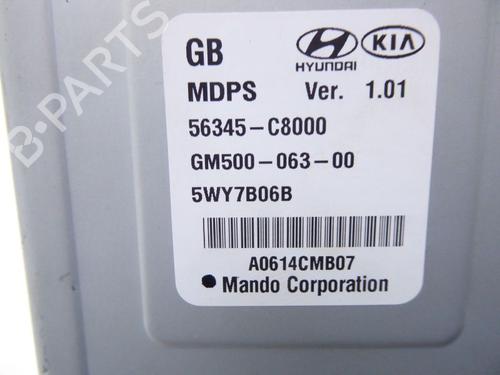 B-PARTS
GB HYUNDAI KIA
MDPS Ver. 1.01
56345-C8000
GM500-063-00
5WY7B06B
A0614CMB07
Mando Corporation